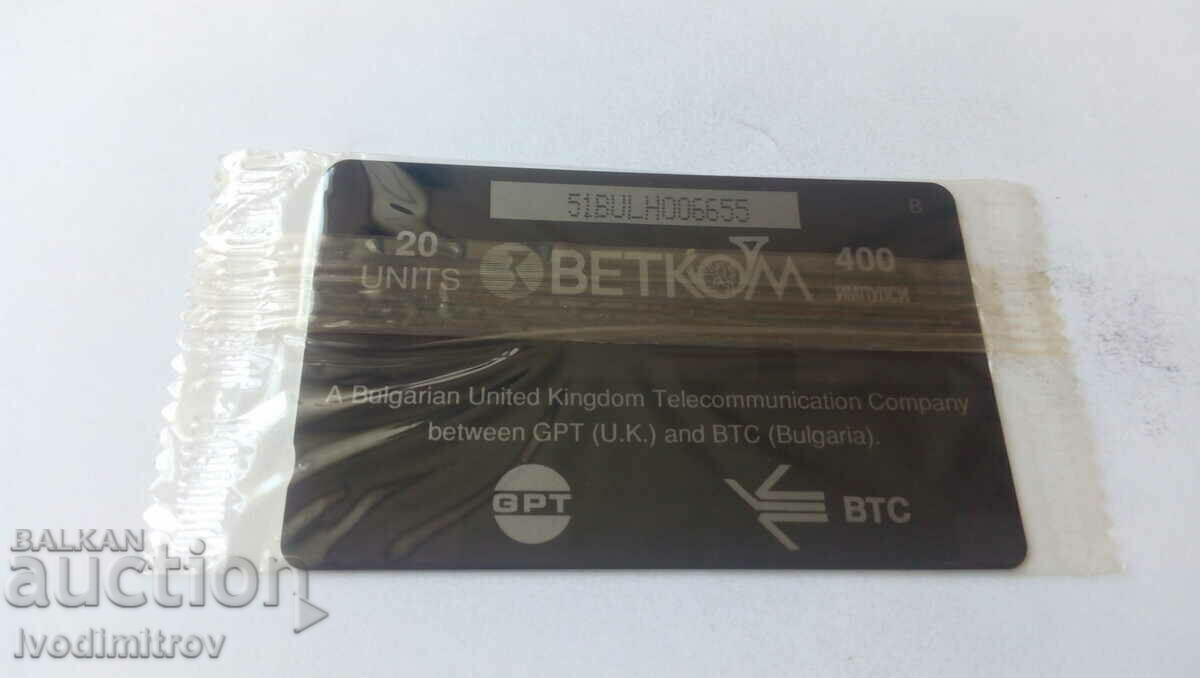 51BULH006655
B
20
UNITS
BETKOM
400
ИМПУЛСИ
A Bulgarian United Kingdom Telecommunication Company
between GPT (U.K.) and BTC (Bulgaria).
GPT
BTC
BALKAN
auction
Ivodimitrov